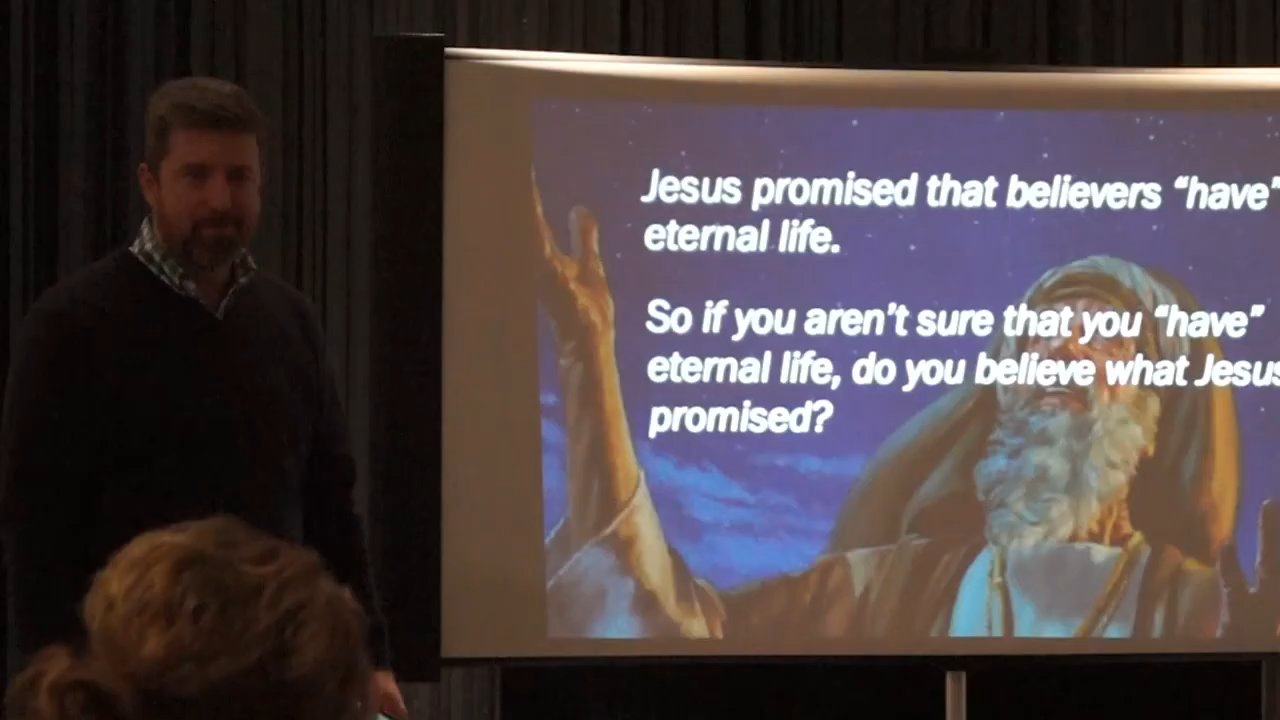 Jesus promised that believers “have”
eternal life.
So if you aren’t sure that you “have”
eternal life, do you believe what Jesus
promised?